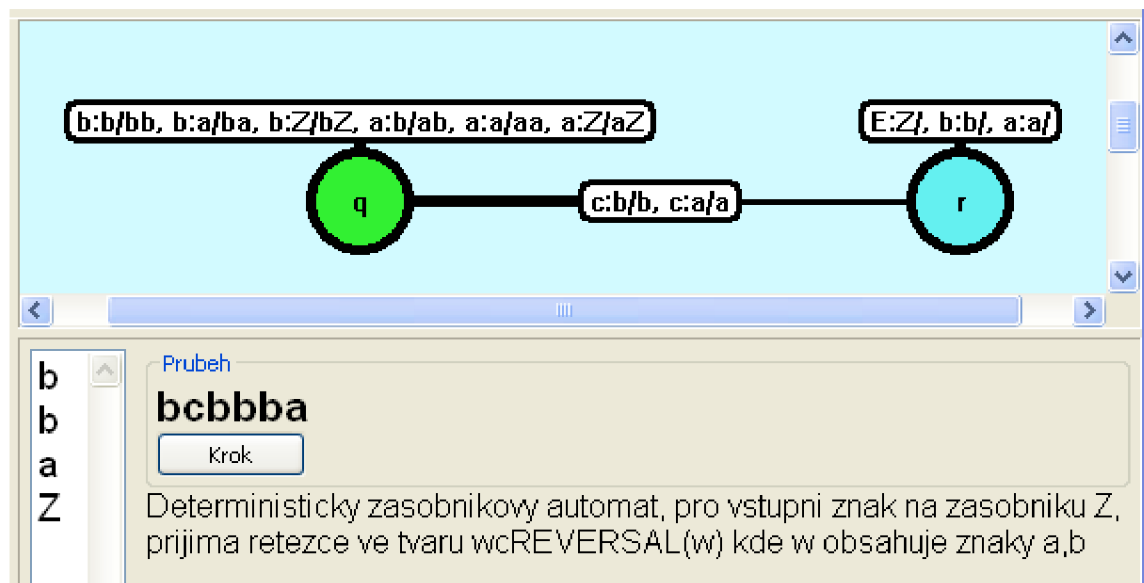 b:b/bb, b:a/ba, b:Z/bZ, a:b/ab, a:a/aa, a:Z/aZ
E:Z/, b:b/, a:a/
q
c:b/b, c:a/a
r
Prubeh
b
b
a
Z
bcbbba
Krok
Deterministicky zasobnikovy automat, pro vstupni znak na zasobniku Z,
prijima retezce ve tvaru wcREVERSAL(w) kde w obsahuje znaky a,b